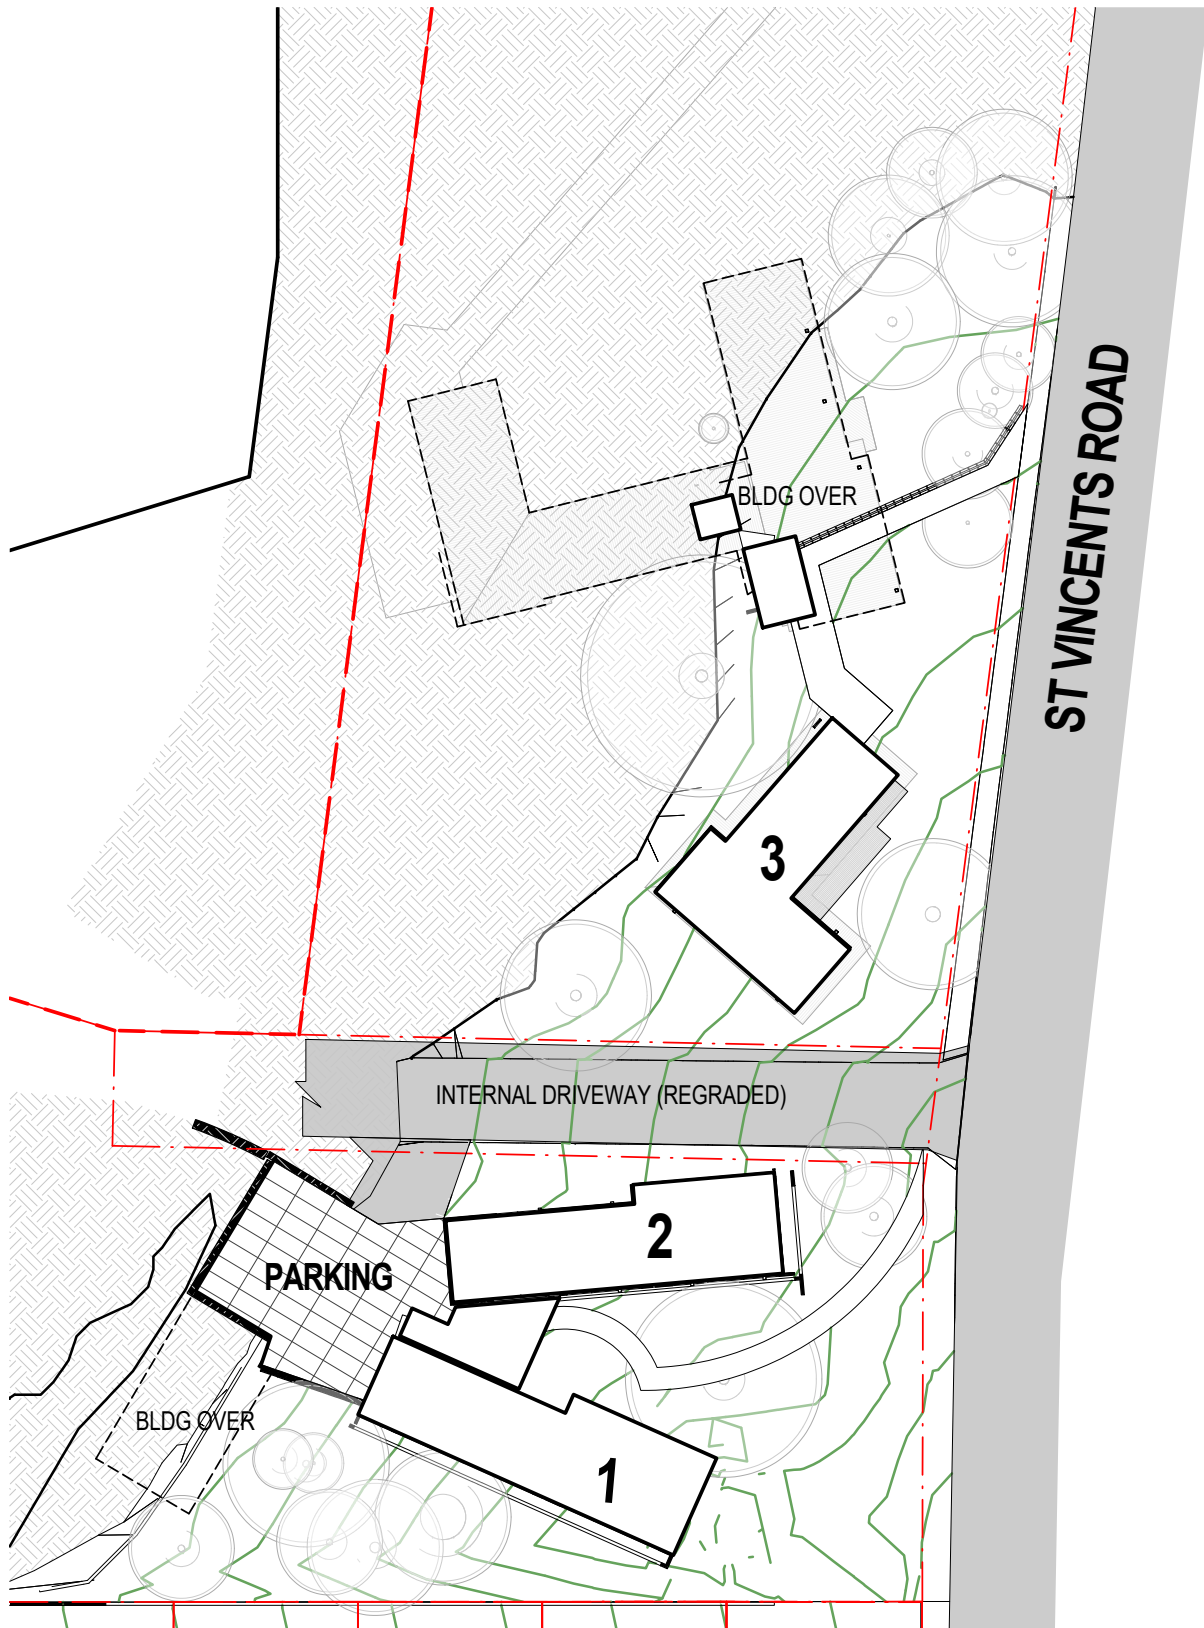 ST VINCENTS ROAD
BLDG OVER
3
INTERNAL DRIVEWAY (REGRADED)
2
PARKING
BLDG OVER
1